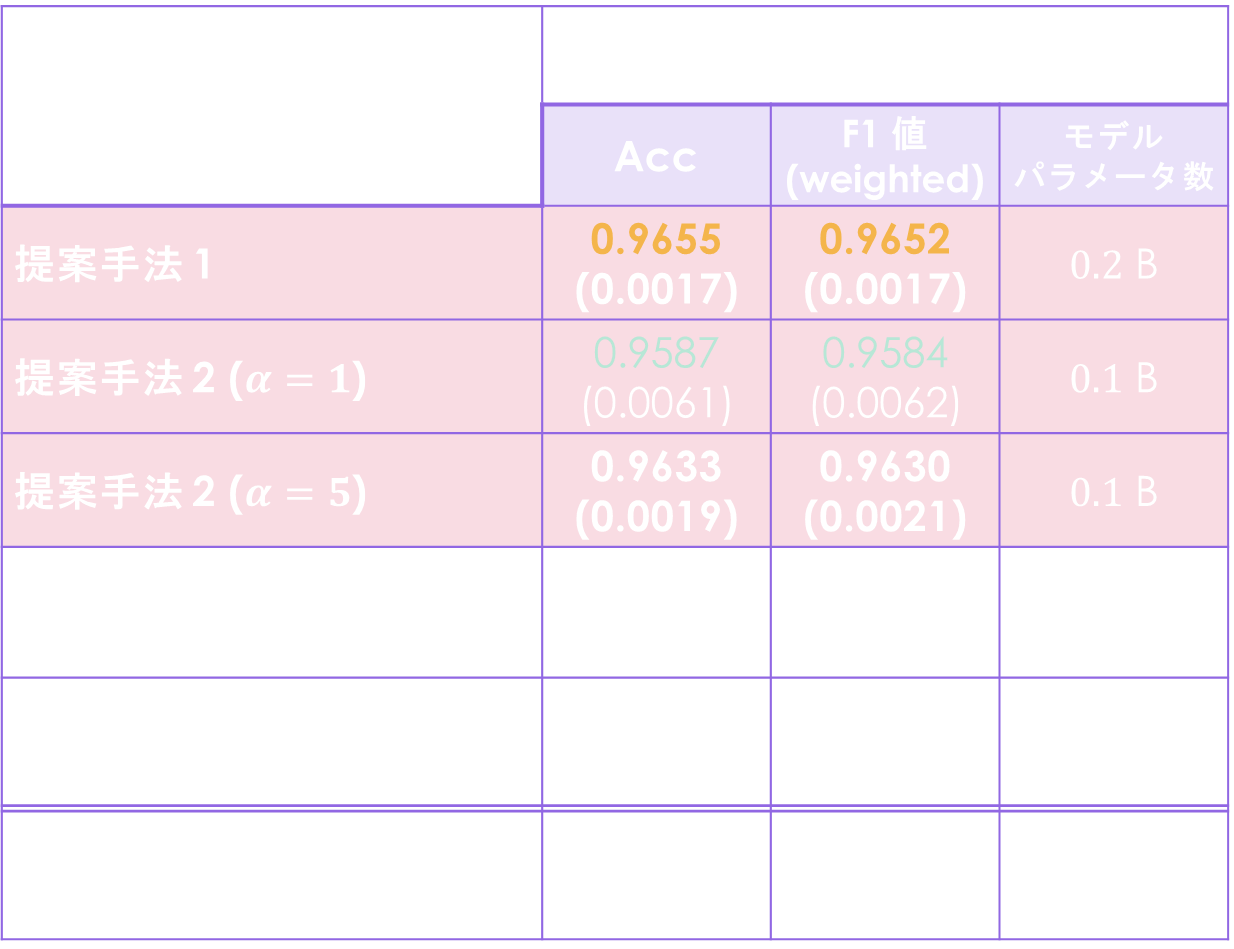 Acc
F1 値
(weighted)
モデル
パラメータ数
提案手法 1
0.9655
(0.0017)
0.9652
(0.0017)
0.2 B
提案手法 2 (α = 1)
0.9587
(0.0061)
0.9584
(0.0062)
0.1 B
提案手法 2 (α = 5)
0.9633
(0.0019)
0.9630
(0.0021)
0.1 B